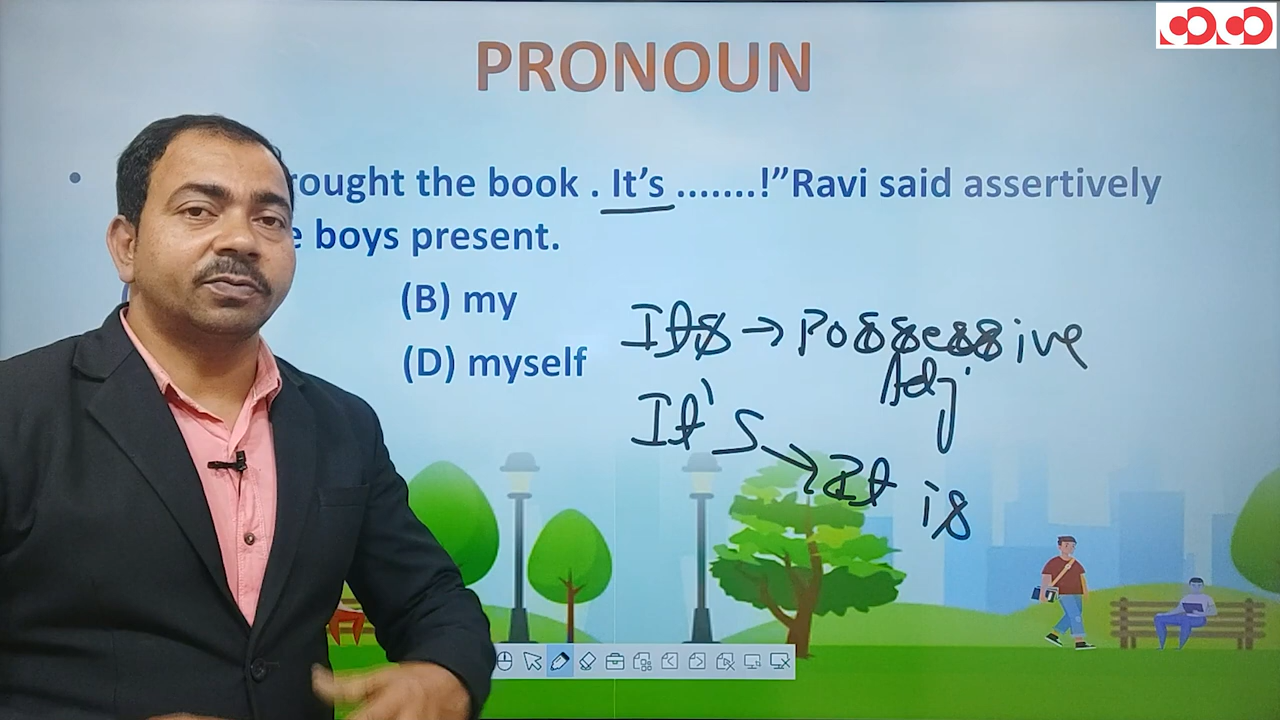 PRONOUN
• rought the book . It's .......!”Ravi said assertively
e boys present.
(B) my
(D) myself
Its → Possessive
Adj
It's → It is